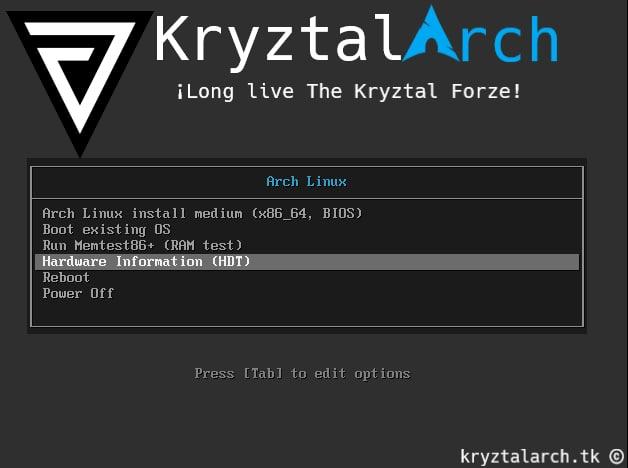 KryztalArch
¡Long live The Kryztal Forze!
Arch Linux
Arch Linux install medium (x86_64, BIOS)
Boot existing OS
Run Memtest86+ (RAM test)
Hardware Information (HDT)
Reboot
Power Off
Press [Tab] to edit options
kryztalarch.tk ©